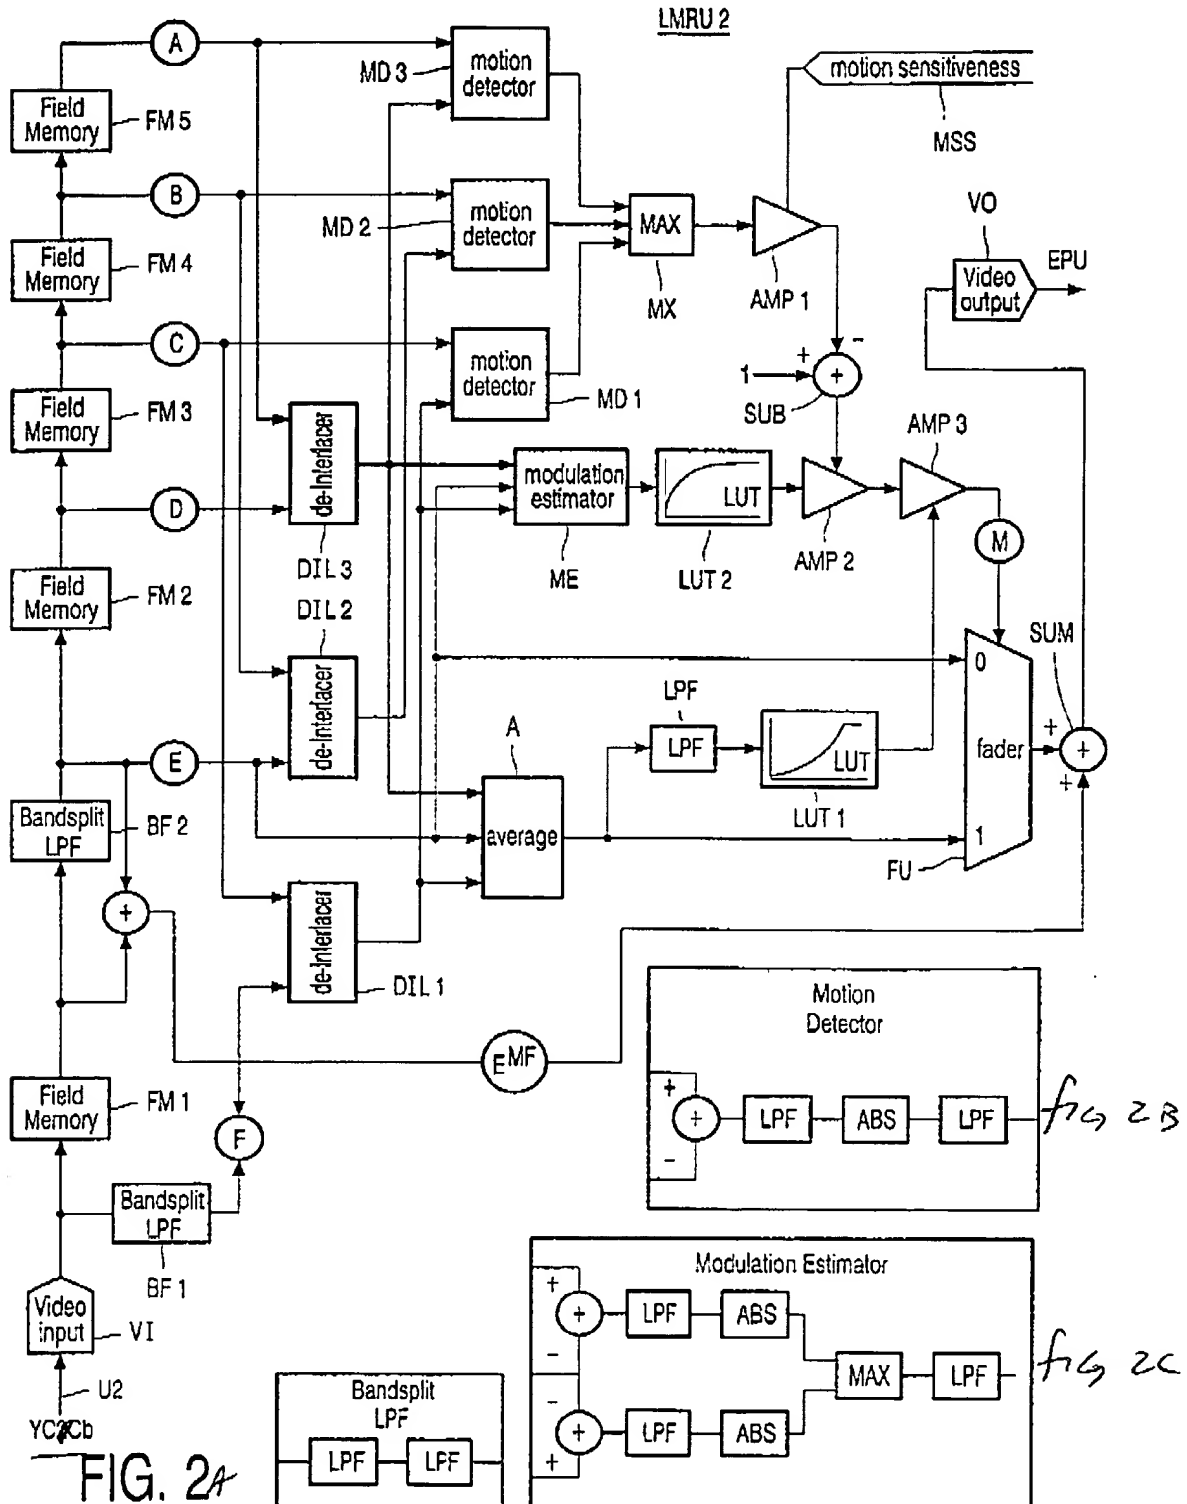 LMRU 2
A
motion
detector
MD 3
motion sensitiveness
MSS
Field
Memory
FM 5
B
motion
detector
MD 2
MAX
MX
AMP 1
VO
Video
output
EPU
Field
Memory
FM 4
C
motion
detector
MD 1
1
+
-
+
SUB
Field
Memory
FM 3
de-interlacer
DIL 3
modulation
estimator
ME
LUT
LUT 2
AMP 2
AMP 3
M
D
Field
Memory
FM 2
DIL 2
de-interlacer
SUM
0
fader
1
FU
+
+
+
LPF
LPF
LUT
LUT 1
A
average
E
Bandsplit
LPF
BF 2
+
de-interlacer
DIL 1
E MF
Field
Memory
FM 1
F
Bandsplit
LPF
BF 1
Video
input
VI
U2
FIG. 2A
Motion
Detector
+
+
-
LPF
ABS
LPF
fig 2B
Modulation Estimator
+
+
-
-
+
+
LPF
ABS
LPF
ABS
MAX
LPF
fig 2C
Bandsplit
LPF
LPF
LPF